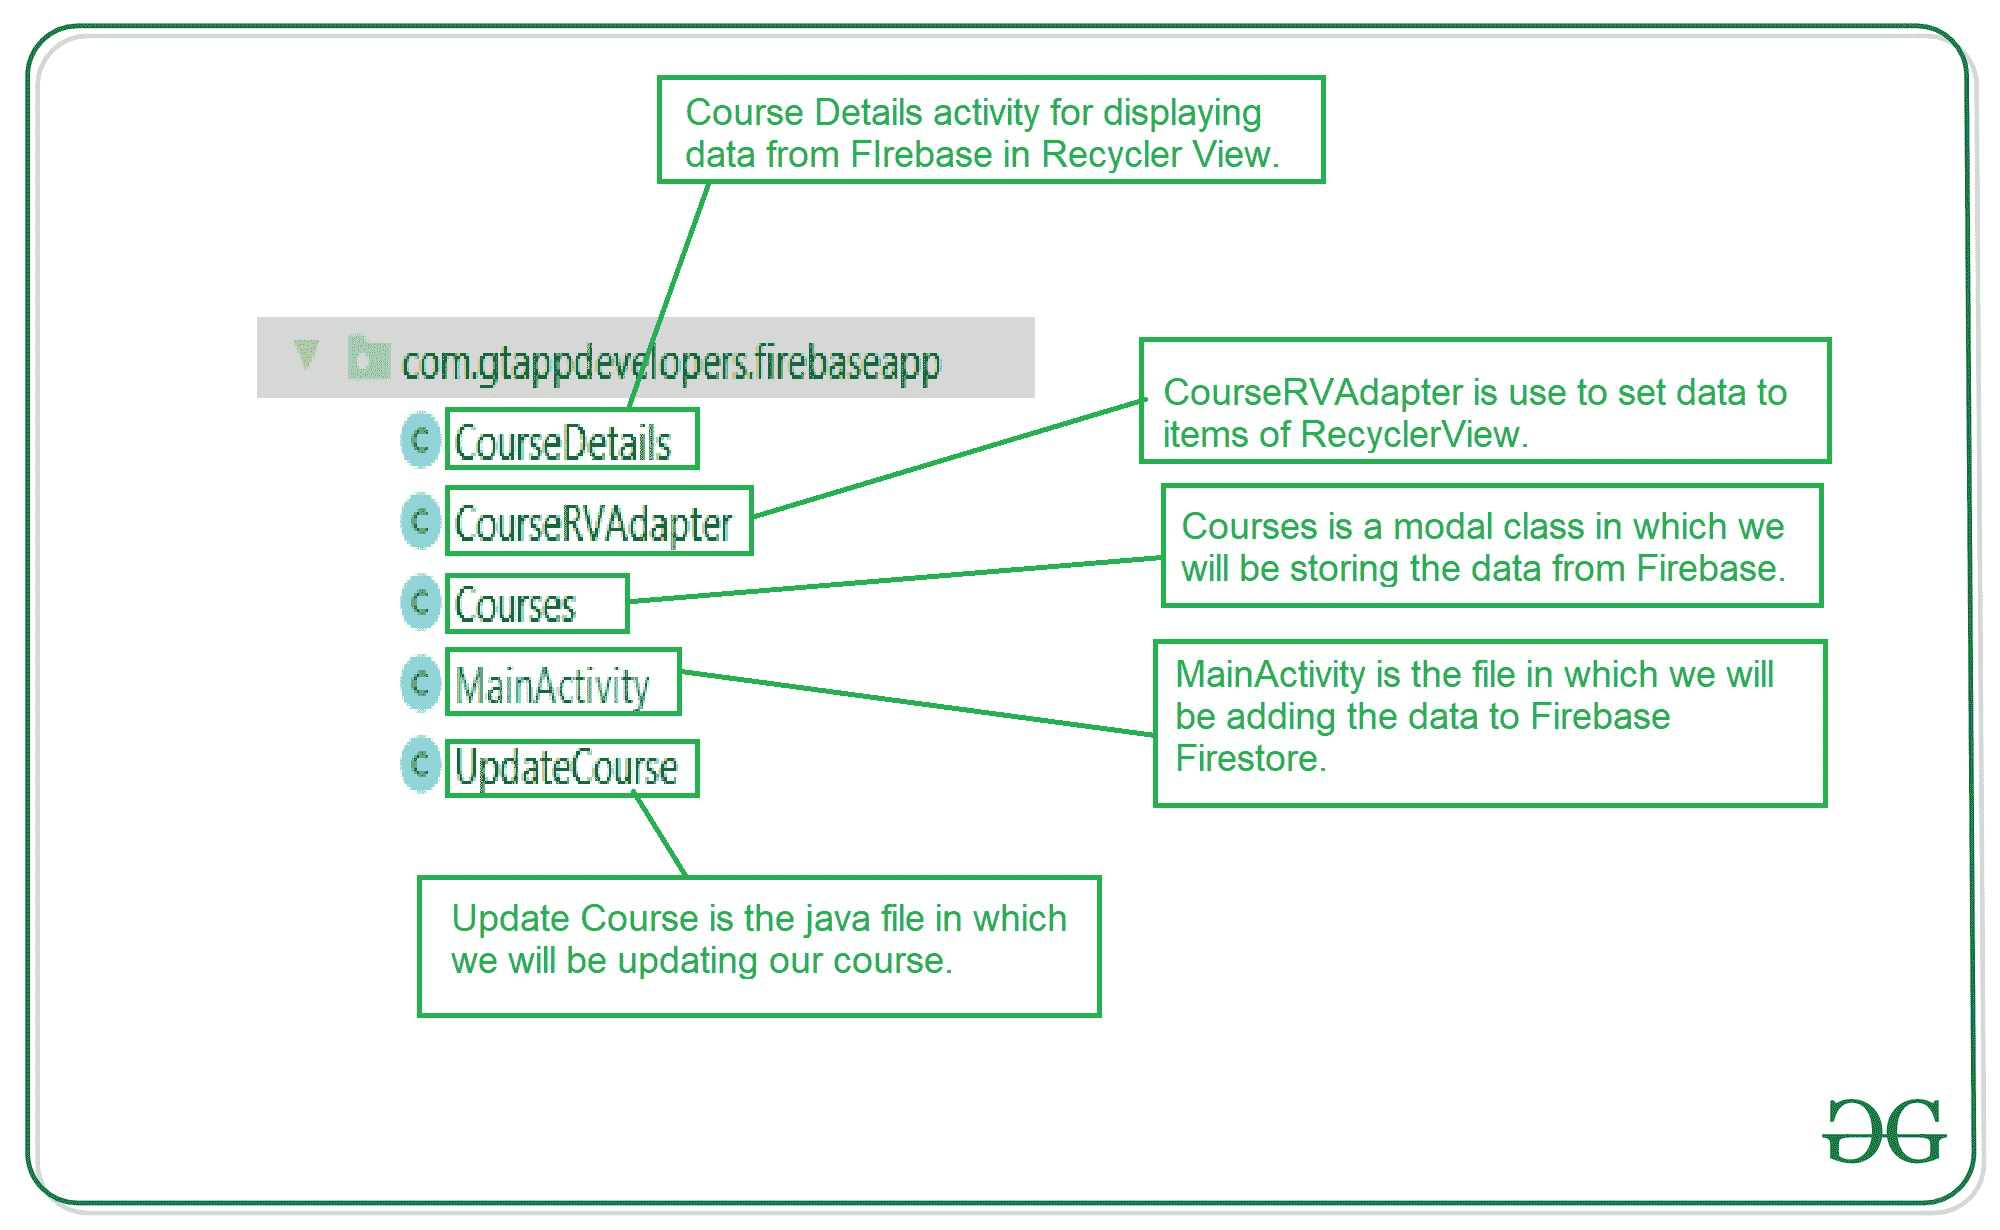 Course Details activity for displaying
data from FIrebase in Recycler View.
com.gtappdevelopers.firebaseapp
C CourseDetails
C CourseRVAdapter
C Courses
C MainActivity
C UpdateCourse
CourseRVAdapter is use to set data to
items of RecyclerView.
Courses is a modal class in which we
will be storing the data from Firebase.
MainActivity is the file in which we will
be adding the data to Firebase
Firestore.
Update Course is the java file in which
we will be updating our course.